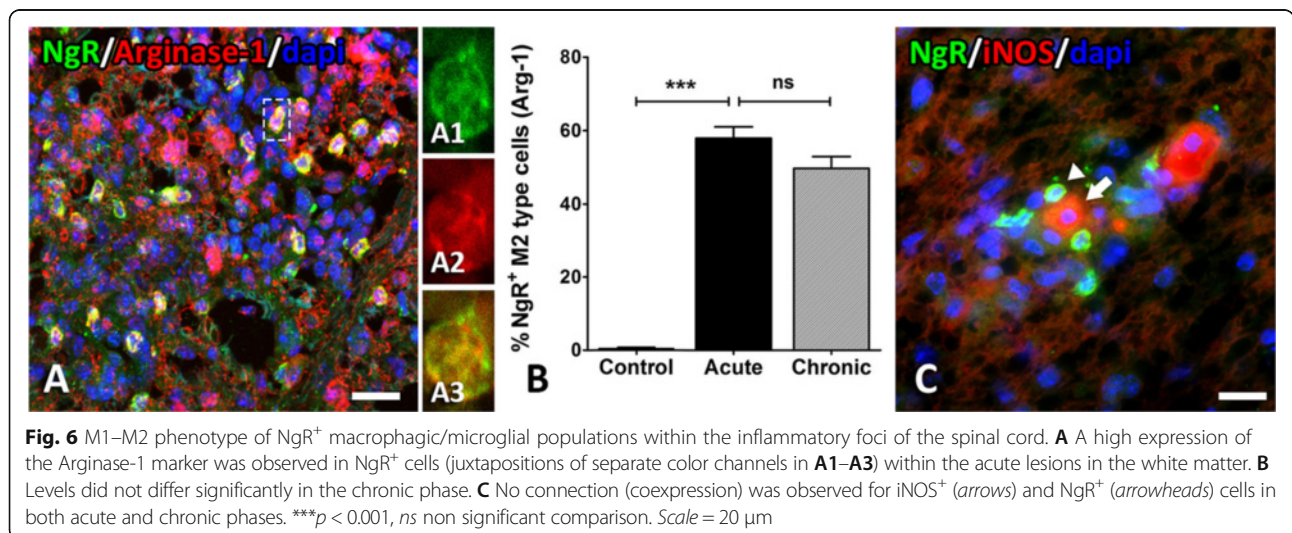 NgR/Arginase-1/dapi
A
A1
A2
A3
% NgR+ M2 type cells (Arg-1)
80
60
40
20
0
***
ns
Control Acute Chronic
B
NgR/iNOS/dapi
C
Fig. 6 M1–M2 phenotype of NgR+ macrophagic/microglial populations within the inflammatory foci of the spinal cord. A A high expression of
the Arginase-1 marker was observed in NgR+ cells (juxtapositions of separate color channels in A1–A3) within the acute lesions in the white matter. B
Levels did not differ significantly in the chronic phase. C No connection (coexpression) was observed for iNOS+ (arrows) and NgR+ (arrowheads) cells in
both acute and chronic phases. ***p < 0.001, ns non significant comparison. Scale = 20 μm